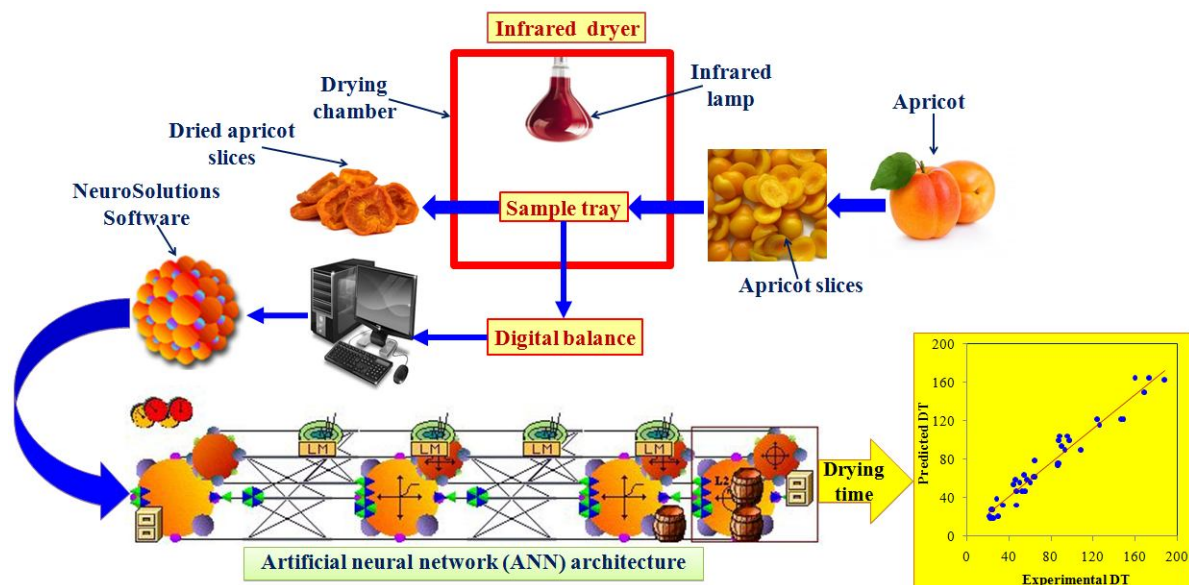 Infrared dryer
Drying
chamber
Infrared
lamp
Apricot
Dried apricot
slices
NeuroSolutions
Software
Sample tray
Apricot slices
Digital balance
LM
LM
LM
LM
L2
Drying
time
Artificial neural network (ANN) architecture
Predicted DT
200
160
120
80
40
0
0
40
80
120
160
200
Experimental DT